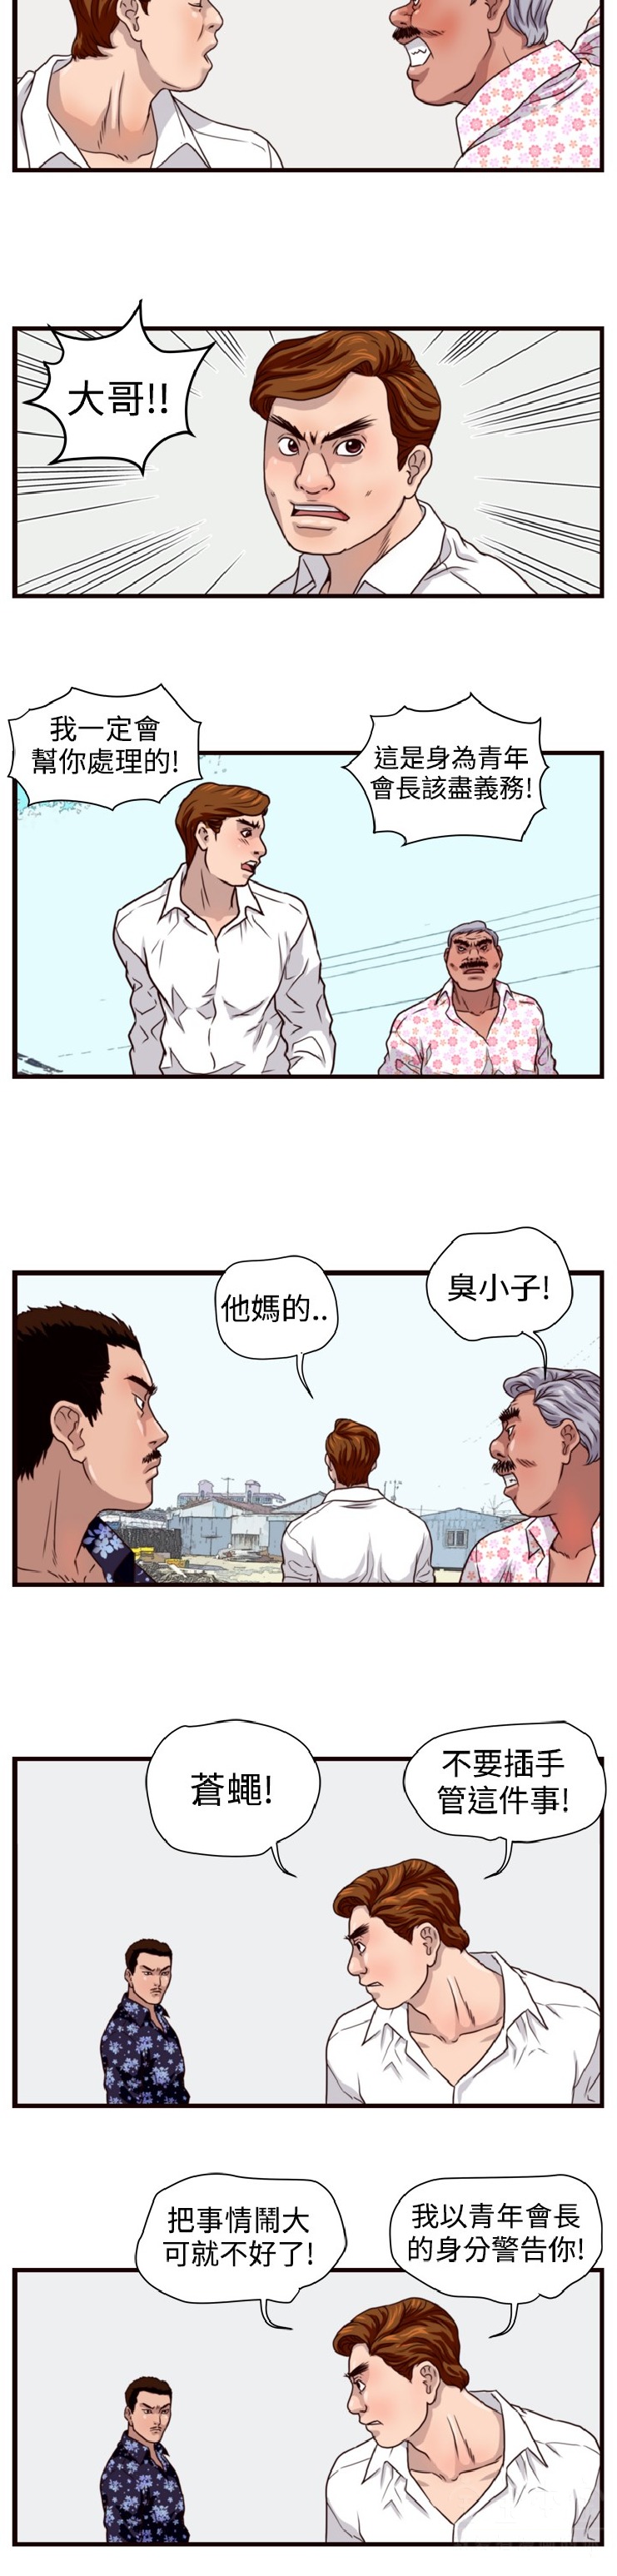 大哥!!
我一定會
幫你處理的!
這是身為青年
會長該盡義務!
他媽的..
臭小子!
蒼蠅!
不要插手
管這件事!
把事情鬧大
可就不好了!
我以青年會長
的身分警告你!